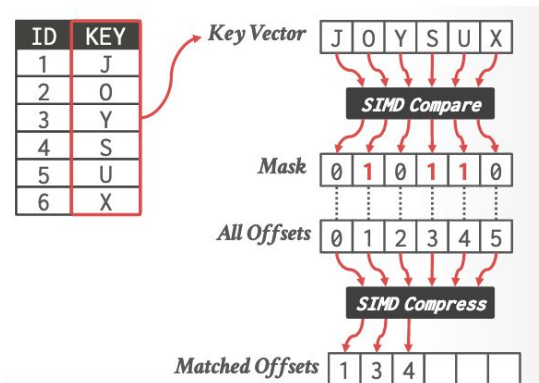 ID KEY
1 J
2 O
3 Y
4 S
5 U
6 X
Key Vector J O Y S U X
SIMD Compare
Mask 0 1 0 1 1 0
All Offsets 0 1 2 3 4 5
SIMD Compress
Matched Offsets 1 3 4